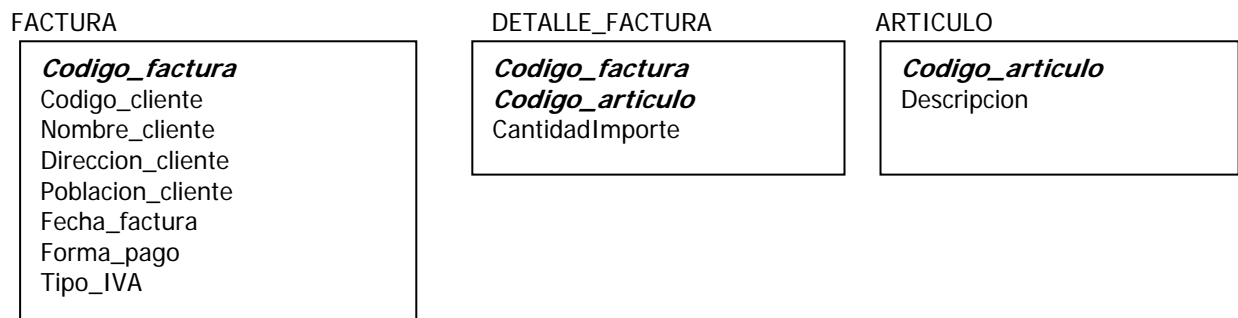 FACTURA
Codigo_factura
Codigo_cliente
Nombre_cliente
Direccion_cliente
Poblacion_cliente
Fecha_factura
Forma_pago
Tipo_IVA
DETALLE_FACTURA
Codigo_factura
Codigo_articulo
CantidadImporte
ARTICULO
Codigo_articulo
Descripcion